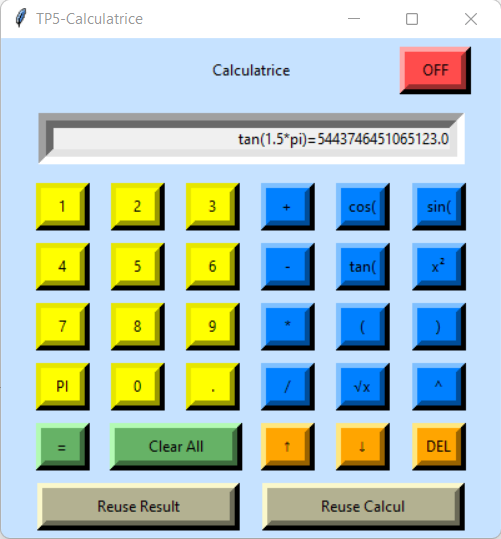 TP5-Calculatrice
Calculatrice OFF
tan(1.5*pi)=5443746451065123.0
1 2 3 + cos( sin(
4 5 6 - tan( x²
7 8 9 * ( )
PI 0 . / √x ^
= Clear All ↑ ↓ DEL
Reuse Result Reuse Calcul